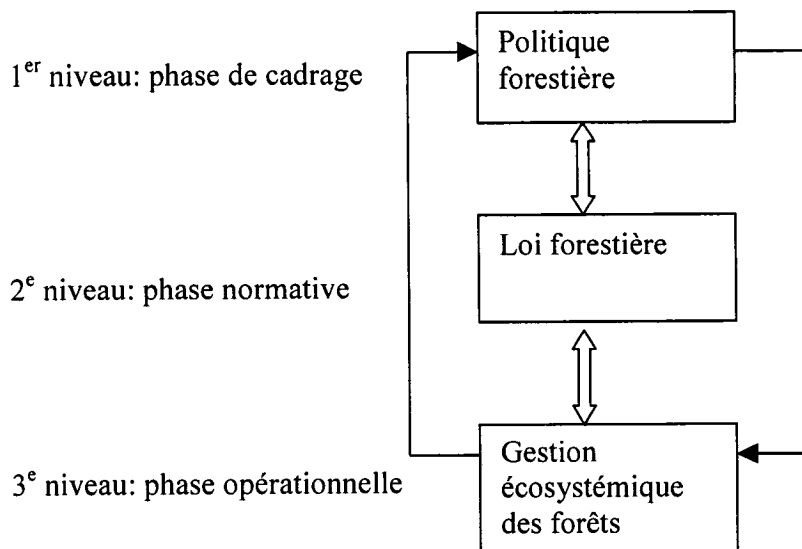 Politique
forestière
1er niveau: phase de cadrage
Loi forestière
2e niveau: phase normative
Gestion
écosystémique
des forêts
3e niveau: phase opérationnelle